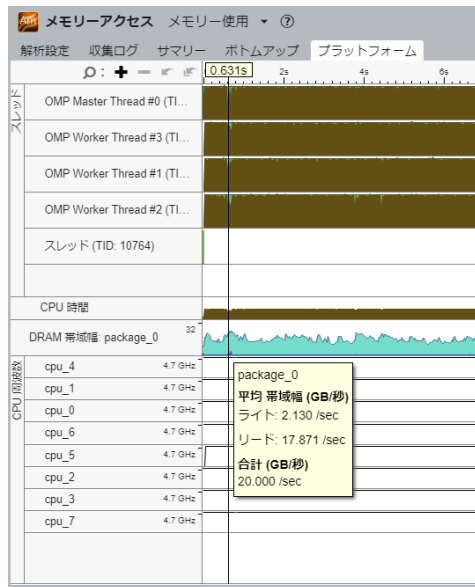 メモリーアクセス メモリー使用
解析設定 収集ログ サマリー ボトムアップ プラットフォーム
0.631s 2s 4s 6s
スレッド
OMP Master Thread #0 (TI...
OMP Worker Thread #3 (TI...
OMP Worker Thread #1 (TI...
OMP Worker Thread #2 (TI...
スレッド (TID: 10764)
CPU 時間
DRAM 帯域幅: package_0 32
CPU 周波数
cpu_4 4.7 GHz
cpu_1 4.7 GHz
cpu_0 4.7 GHz
cpu_6 4.7 GHz
cpu_5 4.7 GHz
cpu_2 4.7 GHz
cpu_3 4.7 GHz
cpu_7 4.7 GHz
package_0
平均 帯域幅 (GB/秒)
ライト: 2.130 /sec
リード: 17.871 /sec
合計 (GB/秒)
20.000 /sec